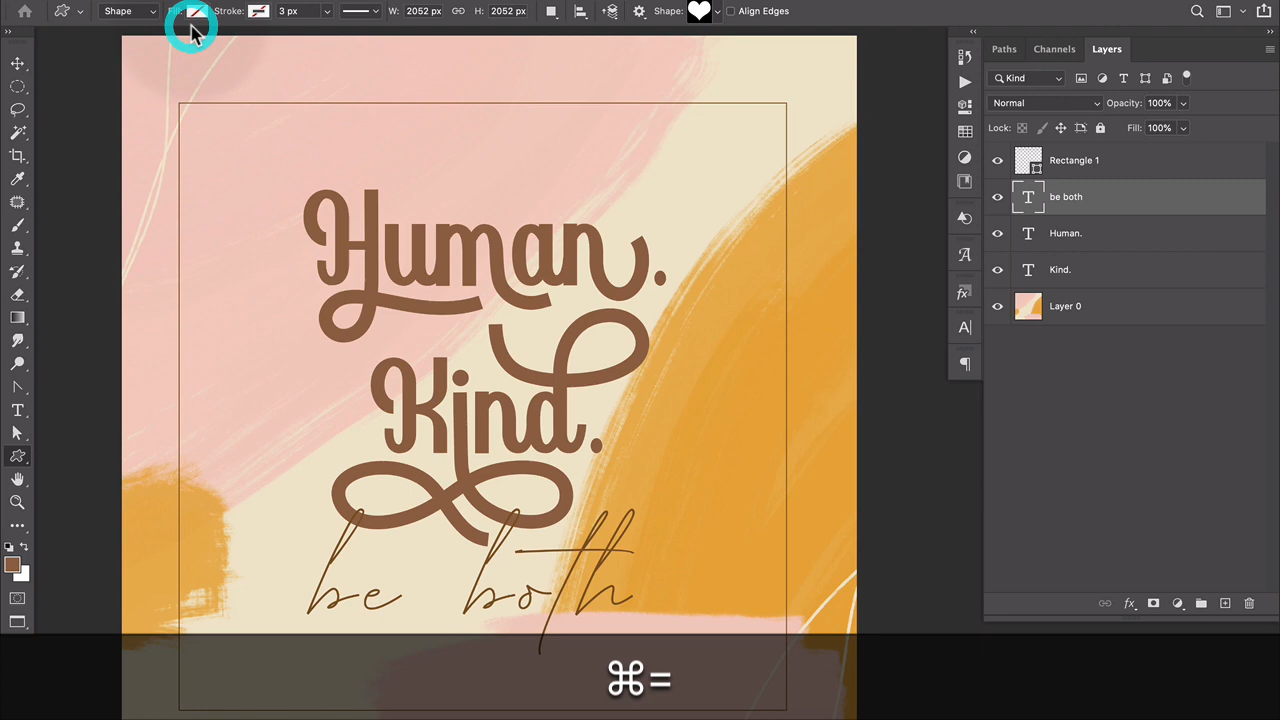 Shape Fill: Stroke: 3 px W: 2052 px H: 2052 px Shape: Align Edges
Paths Channels Layers
Kind
Normal Opacity: 100%
Lock: Fill: 100%
Rectangle 1
be both
Human.
Kind.
Layer 0
Human.
Kind.
be both
⌘=